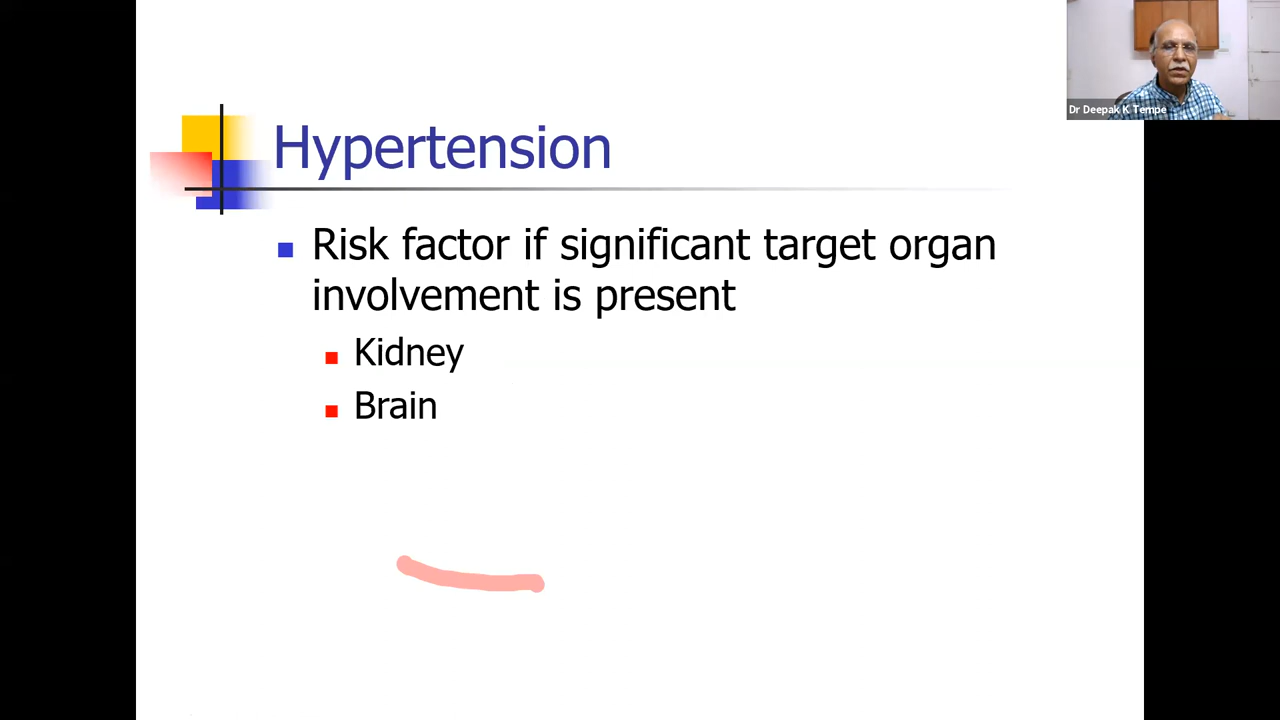 Dr Deepak K Tempe
Hypertension
Risk factor if significant target organ
involvement is present
Kidney
Brain